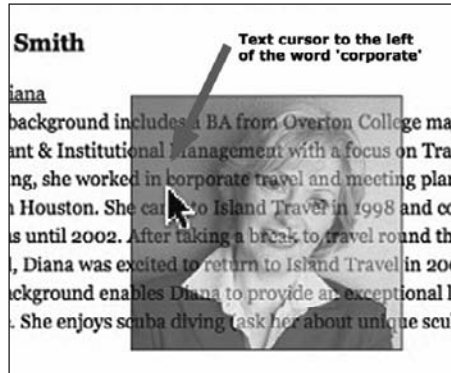 Smith
Text cursor to the left
of the word 'corporate'
iana
background includes a BA from Overton College ma
ant & Institutional Management with a focus on Tra
ng, she worked in corporate travel and meeting plan
n Houston. She came to Island Travel in 1998 and co
s until 2002. After taking a break to travel round th
l, Diana was excited to return to Island Travel in 200
ckground enables Diana to provide an exceptional l
. She enjoys scuba diving (ask her about unique scu